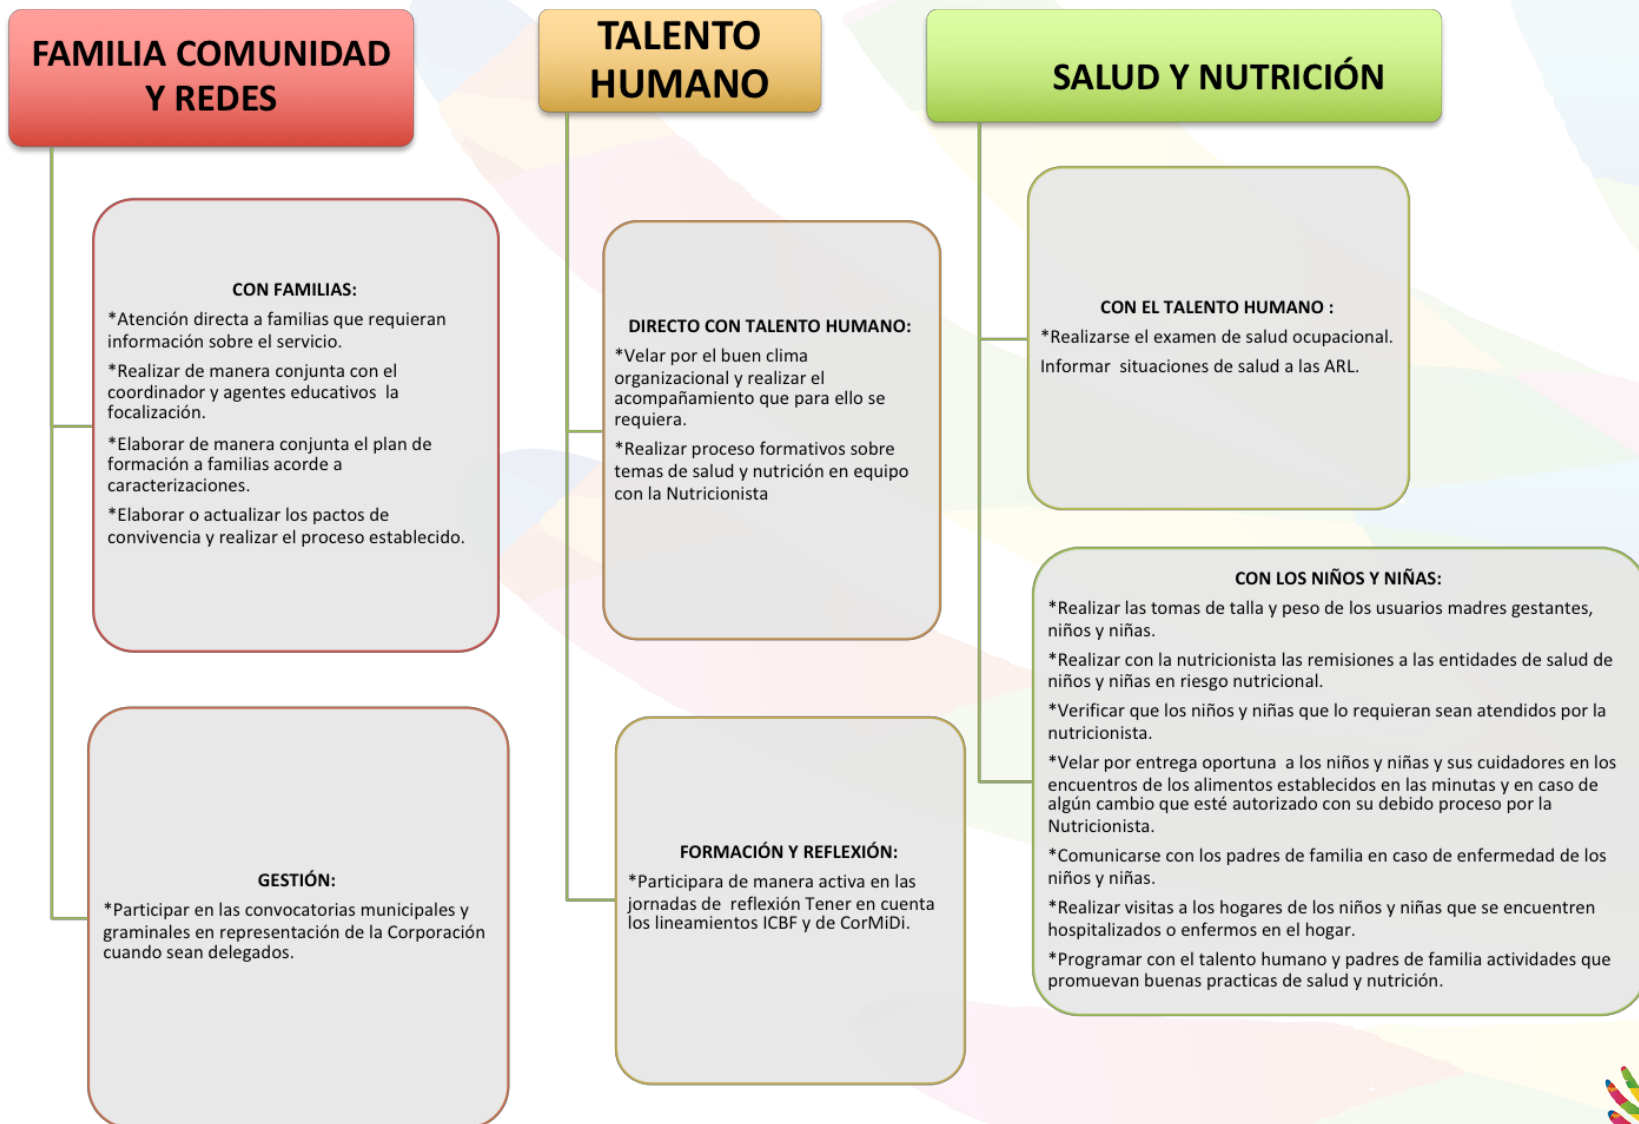 FAMILIA COMUNIDAD
Y REDES
CON FAMILIAS:
*Atención directa a familias que requieran
información sobre el servicio.
*Realizar de manera conjunta con el
coordinador y agentes educativos  la
focalización.
*Elaborar de manera conjunta el plan de
formación a familias acorde a
caracterizaciones.
*Elaborar o actualizar los pactos de
convivencia y realizar el proceso establecido.
GESTIÓN:
*Participar en las convocatorias municipales y
graminales en representación de la Corporación
cuando sean delegados.
TALENTO
HUMANO
DIRECTO CON TALENTO HUMANO:
*Velar por el buen clima
organizacional y realizar el
acompañamiento que para ello se
requiera.
*Realizar proceso formativos sobre
temas de salud y nutrición en equipo
con la Nutricionista
FORMACIÓN Y REFLEXIÓN:
*Participara de manera activa en las
jornadas de  reflexión Tener en cuenta
los lineamientos ICBF y de CorMiDi.
SALUD Y NUTRICIÓN
CON EL TALENTO HUMANO :
*Realizarse el examen de salud ocupacional.
Informar  situaciones de salud a las ARL.
CON LOS NIÑOS Y NIÑAS:
*Realizar las tomas de talla y peso de los usuarios madres gestantes,
niños y niñas.
*Realizar con la nutricionista las remisiones a las entidades de salud de
niños y niñas en riesgo nutricional.
*Verificar que los niños y niñas que lo requieran sean atendidos por la
nutricionista.
*Velar por entrega oportuna  a los niños y niñas y sus cuidadores en los
encuentros de los alimentos establecidos en las minutas y en caso de
algún cambio que esté autorizado con su debido proceso por la
Nutricionista.
*Comunicarse con los padres de familia en caso de enfermedad de los
niños y niñas.
*Realizar visitas a los hogares de los niños y niñas que se encuentren
hospitalizados o enfermos en el hogar.
*Programar con el talento humano y padres de familia actividades que
promuevan buenas practicas de salud y nutrición.